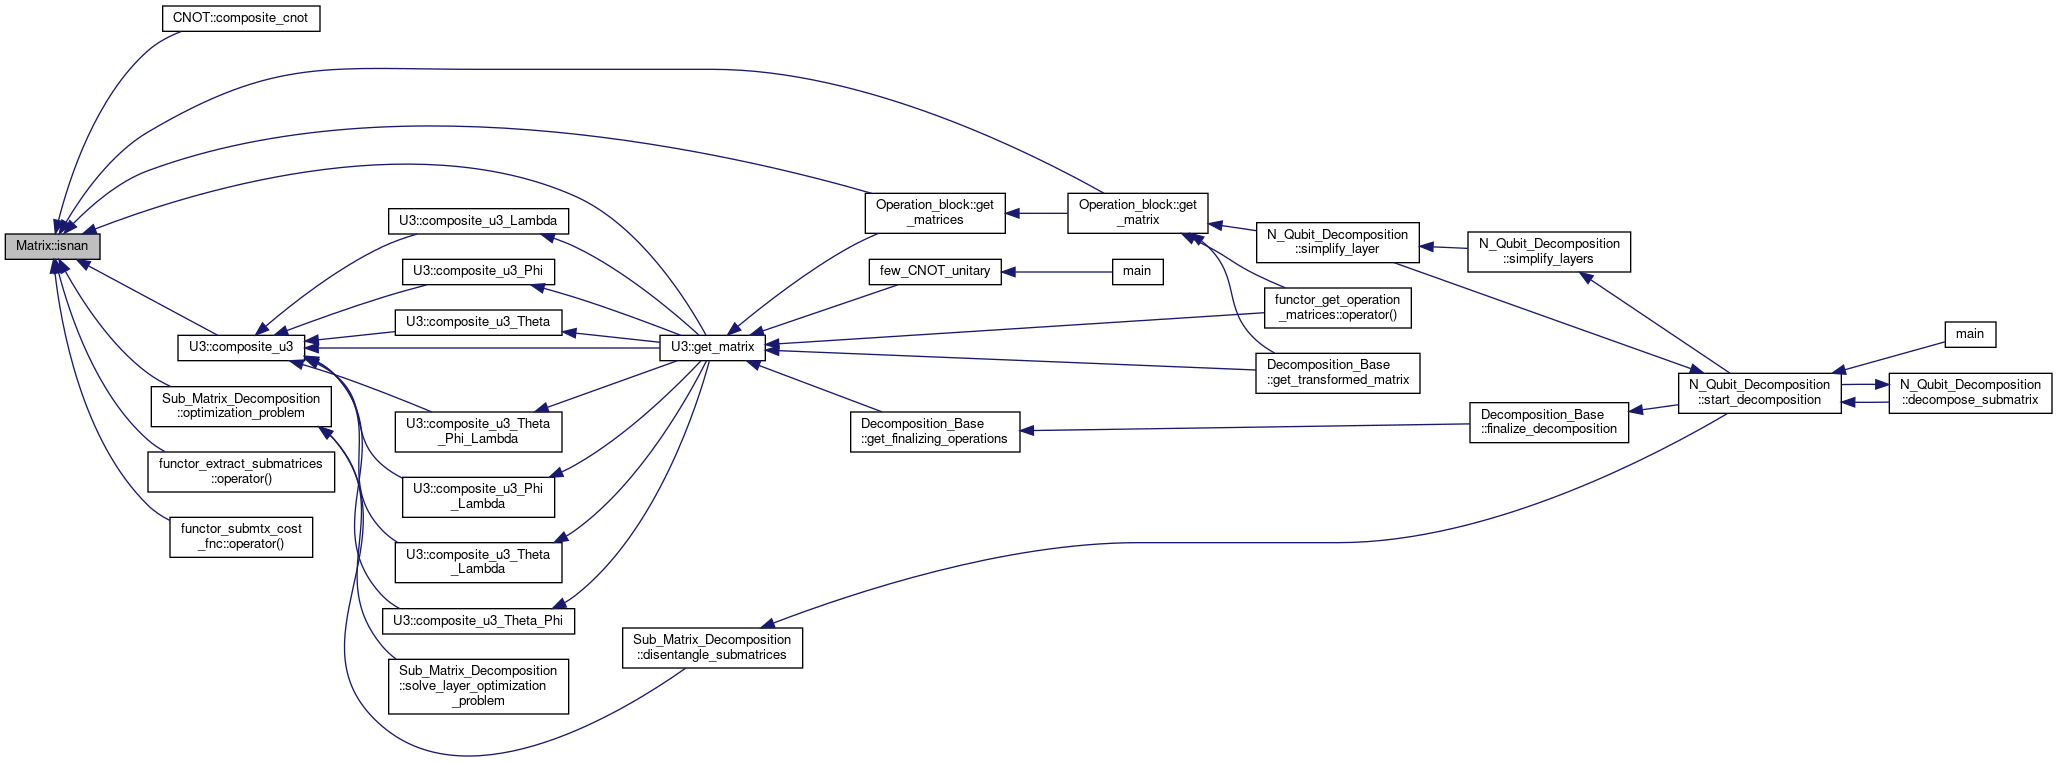 CNOT::composite_cnot
Matrix::isnan
U3::composite_u3
Sub_Matrix_Decomposition
::optimization_problem
functor_extract_submatrices
::operator()
functor_submtx_cost
_fnc::operator()
U3::composite_u3_Lambda
U3::composite_u3_Phi
U3::composite_u3_Theta
U3::composite_u3_Theta
_Phi_Lambda
U3::composite_u3_Phi
_Lambda
U3::composite_u3_Theta
_Lambda
U3::composite_u3_Theta_Phi
Sub_Matrix_Decomposition
::solve_layer_optimization
_problem
U3::get_matrix
Sub_Matrix_Decomposition
::disentangle_submatrices
Operation_block::get
_matrices
few_CNOT_unitary
Decomposition_Base
::get_finalizing_operations
Operation_block::get
_matrix
main
N_Qubit_Decomposition
::simplify_layer
functor_get_operation
_matrices::operator()
Decomposition_Base
::get_transformed_matrix
N_Qubit_Decomposition
::simplify_layers
Decomposition_Base
::finalize_decomposition
N_Qubit_Decomposition
::start_decomposition
main
N_Qubit_Decomposition
::decompose_submatrix